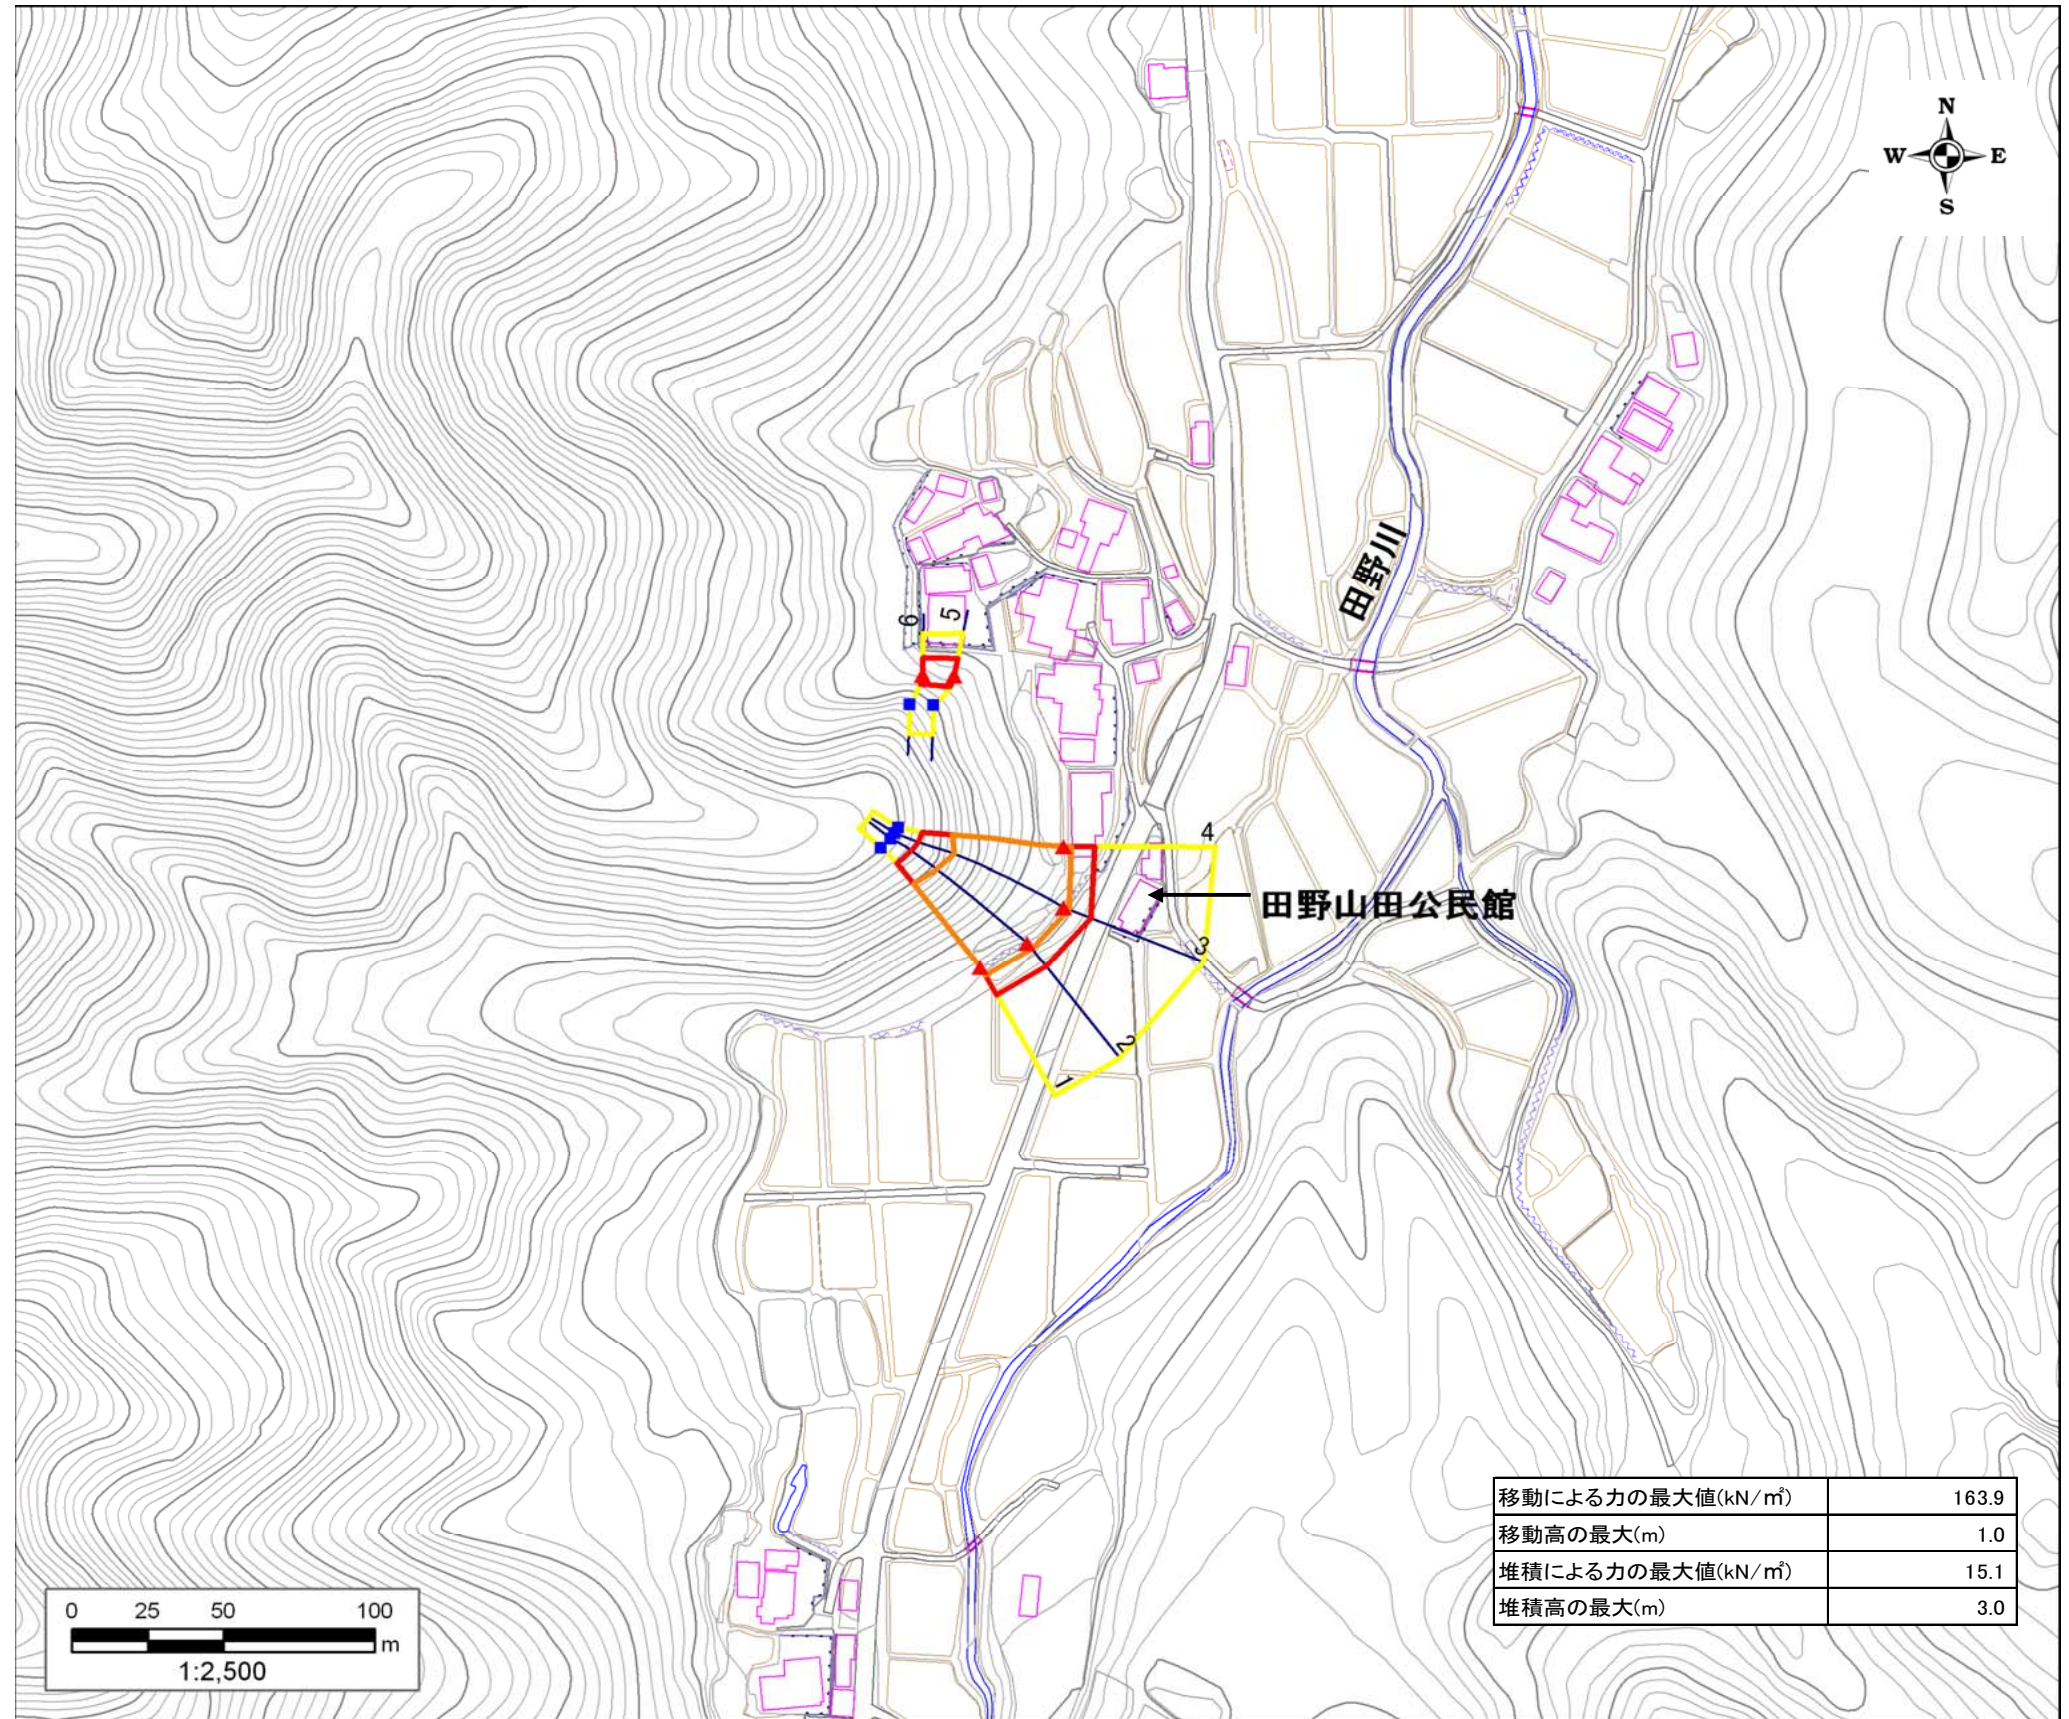 N
W E
S
田野川
6 5
4
田野山田公民館
3
2
1
移動による力の最大値(kN/㎡) 163.9
移動高の最大(m) 1.0
堆積による力の最大値(kN/㎡) 15.1
堆積高の最大(m) 3.0
0 25 50 100
m
1:2,500